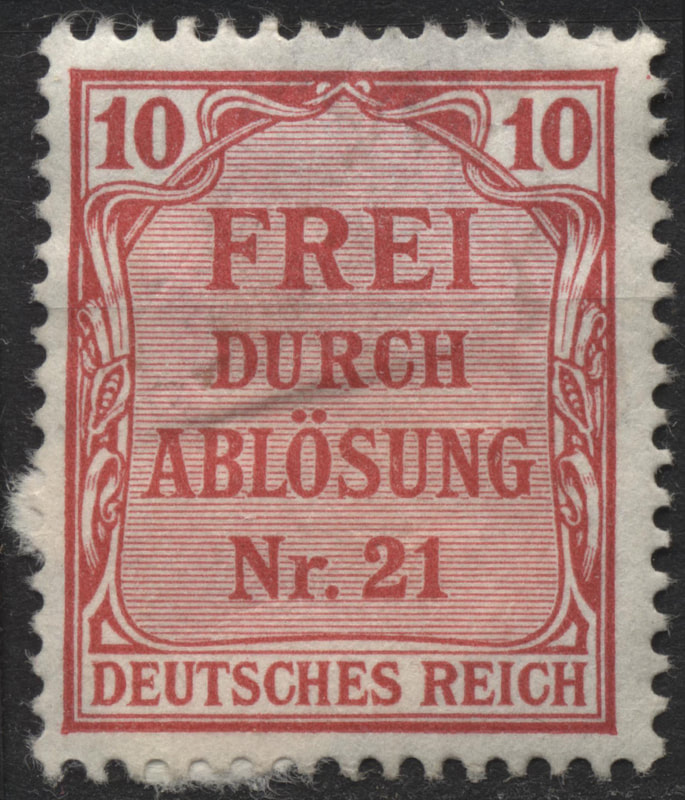 10 10
FREI
DURCH
ABLÖSUNG
Nr. 21
DEUTSCHES REICH